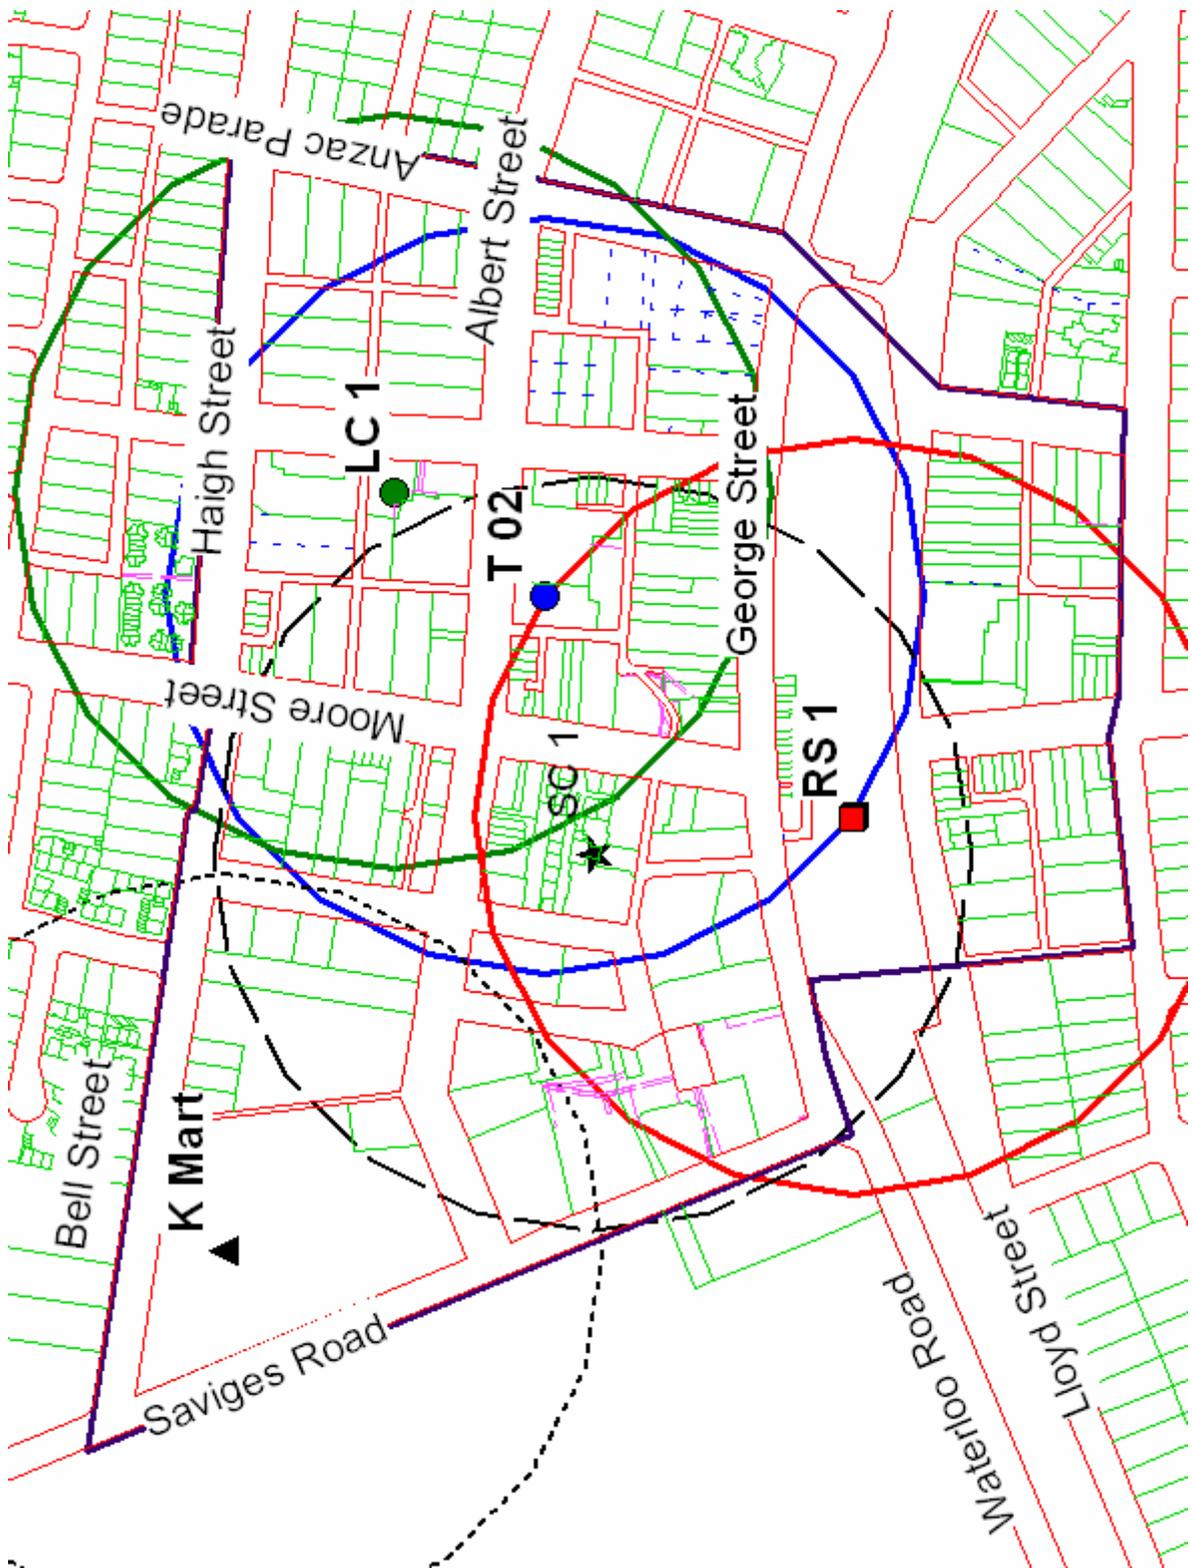 Anzac Parade
Albert Street
Haigh Street
LC 1
T 02
George Street
Moore Street
SC 1
RS 1
Bell Street
K Mart
Saviges Road
Waterloo Road
Lloyd Street